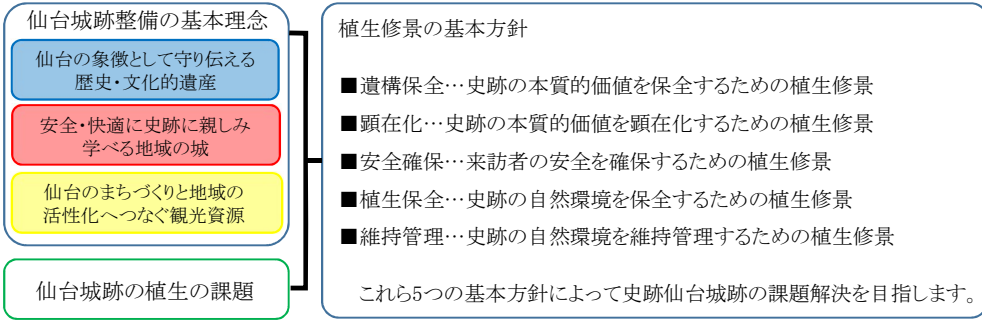 仙台城跡整備の基本理念
仙台の象徴として守り伝える
歴史・文化的遺産
安全・快適に史跡に親しみ
学べる地域の城
仙台のまちづくりと地域の
活性化へつなぐ観光資源
仙台城跡の植生の課題
植生修景の基本方針
■遺構保全…史跡の本質的価値を保全するための植生修景
■顕在化…史跡の本質的価値を顕在化するための植生修景
■安全確保…来訪者の安全を確保するための植生修景
■植生保全…史跡の自然環境を保全するための植生修景
■維持管理…史跡の自然環境を維持管理するための植生修景
これら5つの基本方針によって史跡仙台城跡の課題解決を目指します。